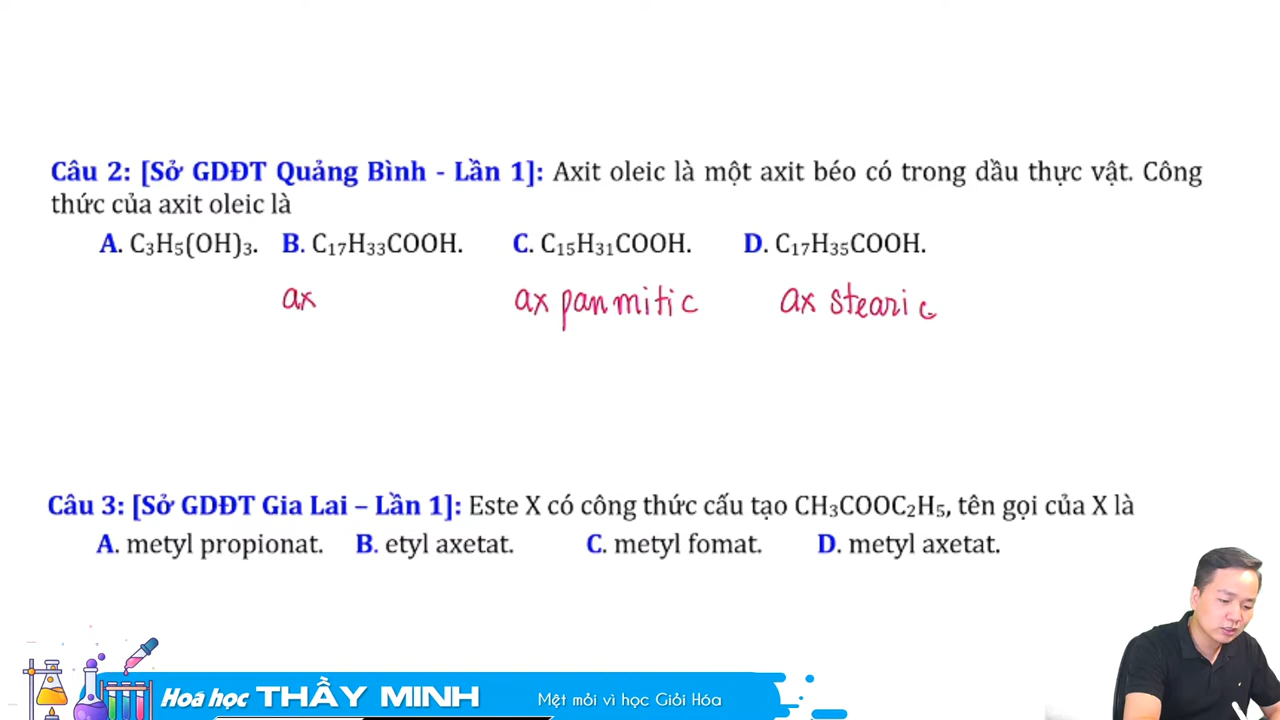 Câu 2: [Sở GDĐT Quảng Bình - Lần 1]: Axit oleic là một axit béo có trong dầu thực vật. Công
thức của axit oleic là
A. C₃H₅(OH)₃. B. C₁₇H₃₃COOH. C. C₁₅H₃₁COOH. D. C₁₇H₃₅COOH.
ax ax panmitic ax stearic
Câu 3: [Sở GDĐT Gia Lai – Lần 1]: Este X có công thức cấu tạo CH₃COOC₂H₅, tên gọi của X là
A. metyl propionat. B. etyl axetat. C. metyl fomat. D. metyl axetat.
Hoá học THẦY MINH Mệt mỏi vì học Giỏi Hóa